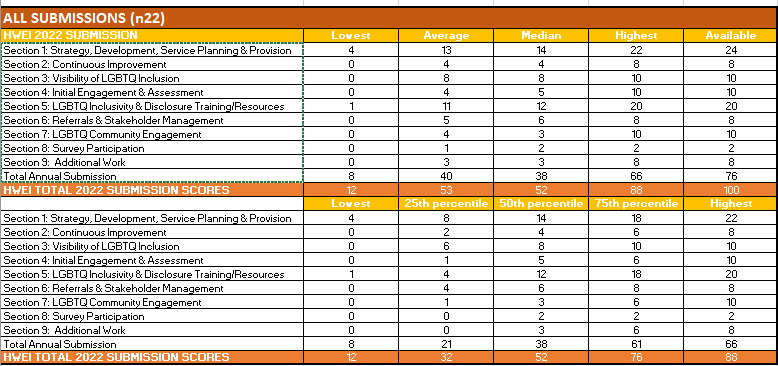 ALL SUBMISSIONS (n22)
HWEI 2022 SUBMISSION Lowest Average Median Highest Available
Section 1: Strategy, Development, Service Planning & Provision 4 13 14 22 24
Section 2: Continuous Improvement 0 4 4 8 8
Section 3: Visibility of LGBTQ Inclusion 0 8 8 10 10
Section 4: Initial Engagement & Assessment 0 4 5 10 10
Section 5: LGBTQ Inclusivity & Disclosure Training/Resources 1 11 12 20 20
Section 6: Referrals & Stakeholder Management 0 5 6 8 8
Section 7: LGBTQ Community Engagement 0 4 3 10 10
Section 8: Survey Participation 0 1 2 2 2
Section 9: Additional Work 0 3 3 8 8
Total Annual Submission 8 40 38 66 76
HWEI TOTAL 2022 SUBMISSION SCORES 12 53 52 88 100
Lowest 25th percentile 50th percentile 75th percentile Highest
Section 1: Strategy, Development, Service Planning & Provision 4 8 14 18 22
Section 2: Continuous Improvement 0 2 4 6 8
Section 3: Visibility of LGBTQ Inclusion 0 6 8 10 10
Section 4: Initial Engagement & Assessment 0 1 5 6 10
Section 5: LGBTQ Inclusivity & Disclosure Training/Resources 1 4 12 18 20
Section 6: Referrals & Stakeholder Management 0 4 6 8 8
Section 7: LGBTQ Community Engagement 0 1 3 6 10
Section 8: Survey Participation 0 0 2 2 2
Section 9: Additional Work 0 0 3 6 8
Total Annual Submission 8 21 38 61 66
HWEI TOTAL 2022 SUBMISSION SCORES 12 32 52 76 88